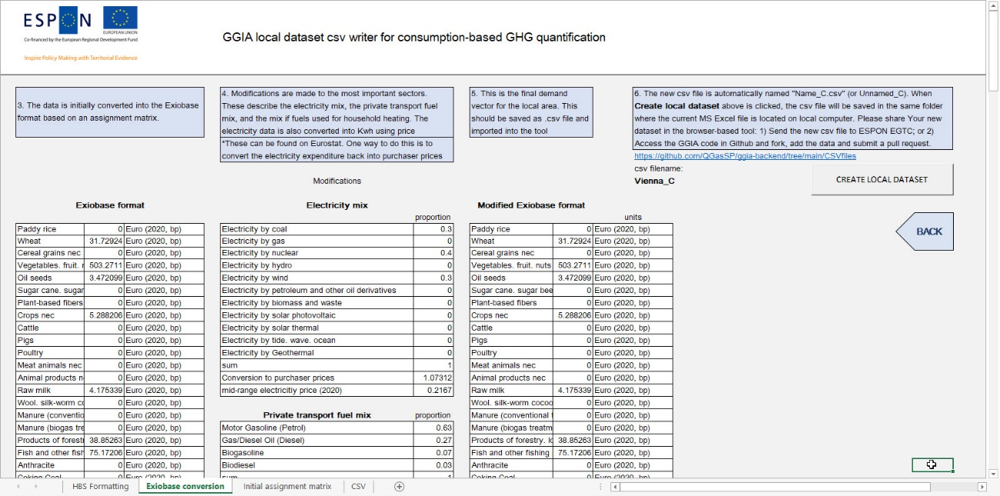 ESPON
EUROPEAN UNION
Co-financed by the European Regional Development Fund
Inspire Policy Making with Territorial Evidence
GGIA local dataset csv writer for consumption-based GHG quantification
3. The data is initially converted into the Exiobase
format based on an assignment matrix.
4. Modifications are made to the most important sectors.
These describe the electricity mix, the private transport fuel
mix, and the mix if fuels used for household heating. The
electricity data is also converted into Kwh using price
*These can be found on Eurostat. One way to do this is to
convert the electricity expenditure back into purchaser prices
5. This is the final demand
vector for the local area. This
should be saved as .csv file and
imported into the tool
6. The new csv file is automatically named "Name_C.csv" (or Unnamed_C). When
Create local dataset above is clicked, the csv file will be saved in the same folder
where the current MS Excel file is located on local computer. Please share Your new
dataset in the browser-based tool: 1) Send the new csv file to ESPON EGTC; or 2)
Access the GGIA code in Github and fork, add the data and submit a pull request.
https://github.com/QGasSP/ggia-backend/tree/main/CSVfiles
csv filename:
Vienna_C
CREATE LOCAL DATASET
BACK
Modifications
Exiobase format
Paddy rice 0 Euro (2020, bp)
Wheat 31.72924 Euro (2020, bp)
Cereal grains nec 0 Euro (2020, bp)
Vegetables. fruit. r 503.2711 Euro (2020, bp)
Oil seeds 3.472099 Euro (2020, bp)
Sugar cane. sugar 0 Euro (2020, bp)
Plant-based fibers 0 Euro (2020, bp)
Crops nec 5.288206 Euro (2020, bp)
Cattle 0 Euro (2020, bp)
Pigs 0 Euro (2020, bp)
Poultry 0 Euro (2020, bp)
Meat animals nec 0 Euro (2020, bp)
Animal products n 0 Euro (2020, bp)
Raw milk 4.175339 Euro (2020, bp)
Wool. silk-worm co 0 Euro (2020, bp)
Manure (conventio 0 Euro (2020, bp)
Manure (biogas tre 0 Euro (2020, bp)
Products of forest 38.85263 Euro (2020, bp)
Fish and other fish 75.17206 Euro (2020, bp)
Anthracite 0 Euro (2020, bp)
Coking Coal 0 Euro (2020, bp)
Electricity mix
proportion
Electricity by coal 0.3
Electricity by gas 0
Electricity by nuclear 0.4
Electricity by hydro 0
Electricity by wind 0.3
Electricity by petroleum and other oil derivatives 0
Electricity by biomass and waste 0
Electricity by solar photovoltaic 0
Electricity by solar thermal 0
Electricity by tide. wave. ocean 0
Electricity by Geothermal 0
sum 1
Conversion to purchaser prices 1.07312
mid-range electricitiy price (2020) 0.2167
Private transport fuel mix proportion
Motor Gasoline (Petrol) 0.63
Gas/Diesel Oil (Diesel) 0.27
Biogasoline 0.07
Biodiesel 0.03
sum 1
Modified Exiobase format
units
Paddy rice 0 Euro (2020, bp)
Wheat 31.72924 Euro (2020, bp)
Cereal grains nec 0 Euro (2020, bp)
Vegetables. fruit. nuts 503.2711 Euro (2020, bp)
Oil seeds 3.472099 Euro (2020, bp)
Sugar cane. sugar bee 0 Euro (2020, bp)
Plant-based fibers 0 Euro (2020, bp)
Crops nec 5.288206 Euro (2020, bp)
Cattle 0 Euro (2020, bp)
Pigs 0 Euro (2020, bp)
Poultry 0 Euro (2020, bp)
Meat animals nec 0 Euro (2020, bp)
Animal products nec 0 Euro (2020, bp)
Raw milk 4.175339 Euro (2020, bp)
Wool. silk-worm cocoo 0 Euro (2020, bp)
Manure (conventional t 0 Euro (2020, bp)
Manure (biogas treatm 0 Euro (2020, bp)
Products of forestry. lo 38.85263 Euro (2020, bp)
Fish and other fishing 75.17206 Euro (2020, bp)
Anthracite 0 Euro (2020, bp)
Coking Coal 0 Euro (2020, bp)
HBS Formatting
Exiobase conversion
Initial assignment matrix
CSV